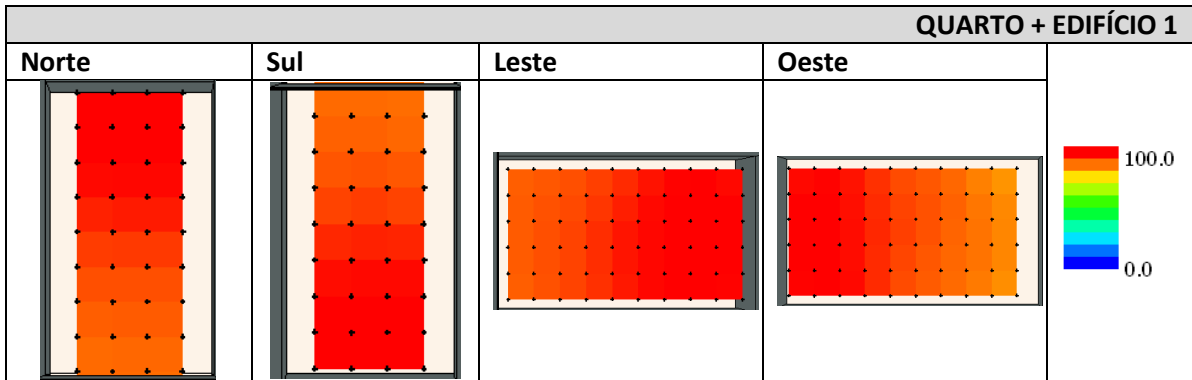 QUARTO + EDIFÍCIO 1
Norte
Sul
Leste
Oeste
100.0
0.0